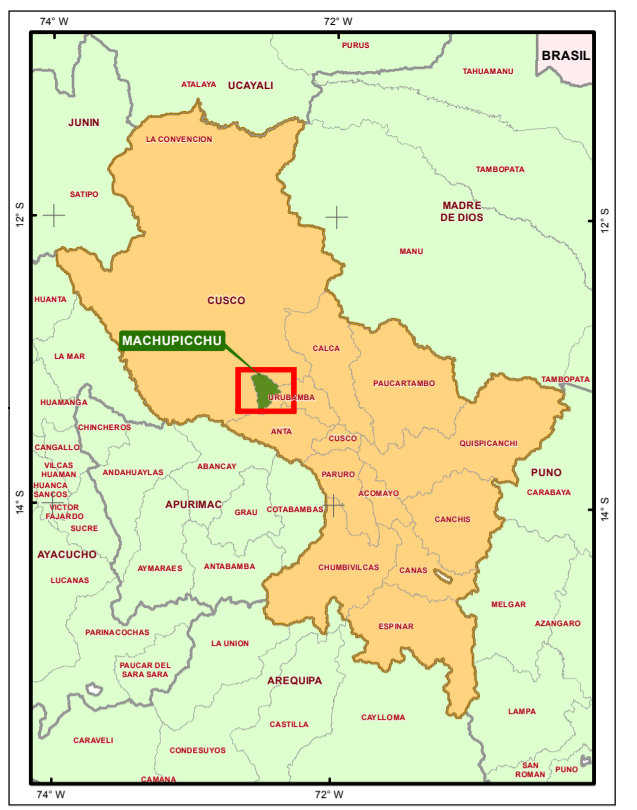 74° W
72° W
PURUS
BRASIL
TAHUAMANU
ATALAYA
UCAYALI
JUNIN
LA CONVENCION
TAMBOPATA
SATIPO
MADRE
DE DIOS
12° S
12° S
MANU
HUANTA
CUSCO
MACHUPICCHU
CALCA
LA MAR
PAUCARTAMBO
TAMBOPATA
URUBAMBA
HUAMANGA
CHINCHEROS
ANTA
CUSCO
QUISPICANCHI
CANGALLO
VILCAS
HUAMAN
ANDAHUAYLAS
ABANCAY
PARURO
PUNO
HUANCA
SANCOS
ACOMAYO
CARABAYA
14° S
14° S
VICTOR
FAJARDO
APURIMAC
GRAU
COTABAMBAS
CANCHIS
SUCRE
AYACUCHO
LUCANAS
AYMARAES
ANTABAMBA
CHUMBIVILCAS
CANAS
MELGAR
AZANGARO
PARINACOCHAS
LA UNION
ESPINAR
PAUCAR DEL
SARA SARA
AREQUIPA
CASTILLA
CAYLLOMA
LAMPA
CARAVELI
CONDESUYOS
CAMANA
SAN
ROMAN
PUNO
74° W
72° W